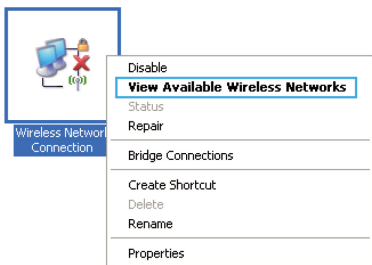 Wireless Network
Connection
Disable
View Available Wireless Networks
Status
Repair
Bridge Connections
Create Shortcut
Delete
Rename
Properties